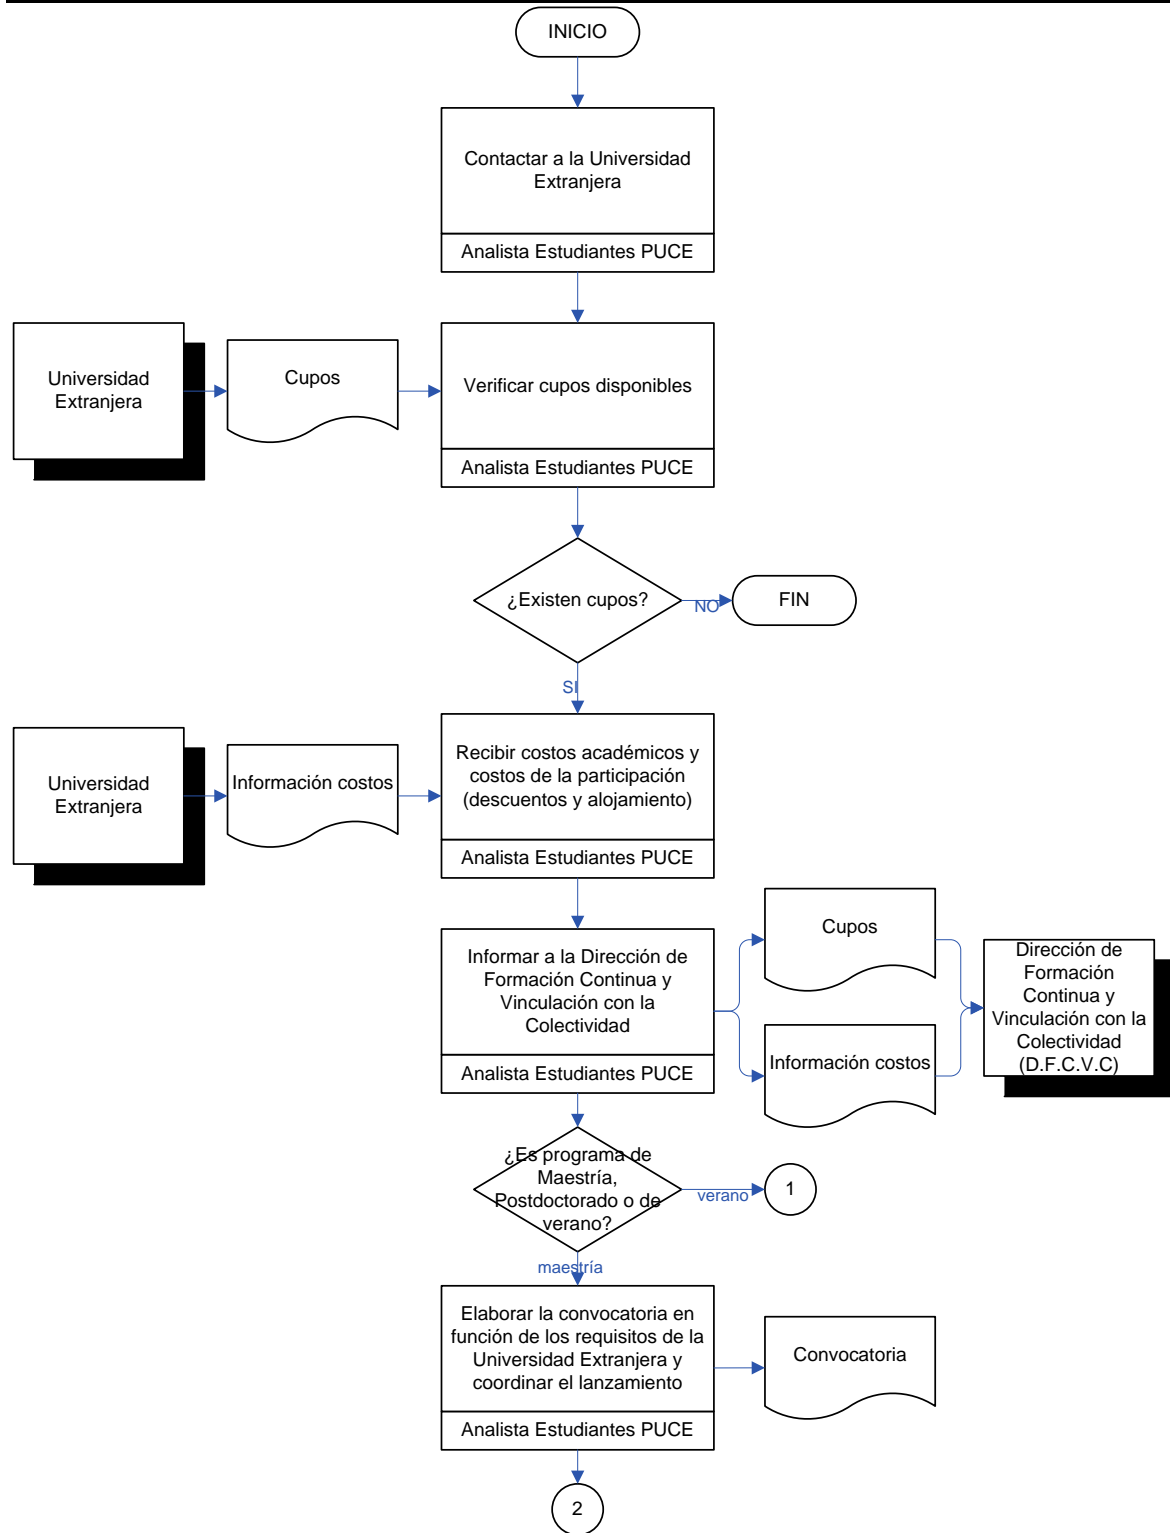 INICIO
Contactar a la Universidad
Extranjera
Analista Estudiantes PUCE
Universidad
Extranjera
Cupos
Verificar cupos disponibles
Analista Estudiantes PUCE
¿Existen cupos?
NO
FIN
SI
Universidad
Extranjera
Información costos
Recibir costos académicos y
costos de la participación
(descuentos y alojamiento)
Analista Estudiantes PUCE
Informar a la Dirección de
Formación Continua y
Vinculación con la
Colectividad
Analista Estudiantes PUCE
Cupos
Información costos
Dirección de
Formación
Continua y
Vinculación con la
Colectividad
(D.F.C.V.C)
¿Es programa de
Maestría,
Postdoctorado o de
verano?
verano
1
maestría
Elaborar la convocatoria en
función de los requisitos de la
Universidad Extranjera y
coordinar el lanzamiento
Analista Estudiantes PUCE
Convocatoria
2